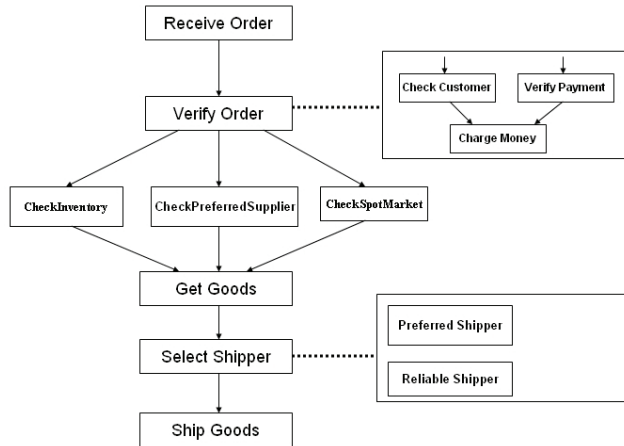 Receive Order
Verify Order
Check Customer
Verify Payment
Charge Money
CheckInventory
CheckPreferredSupplier
CheckSpotMarket
Get Goods
Select Shipper
Preferred Shipper
Reliable Shipper
Ship Goods